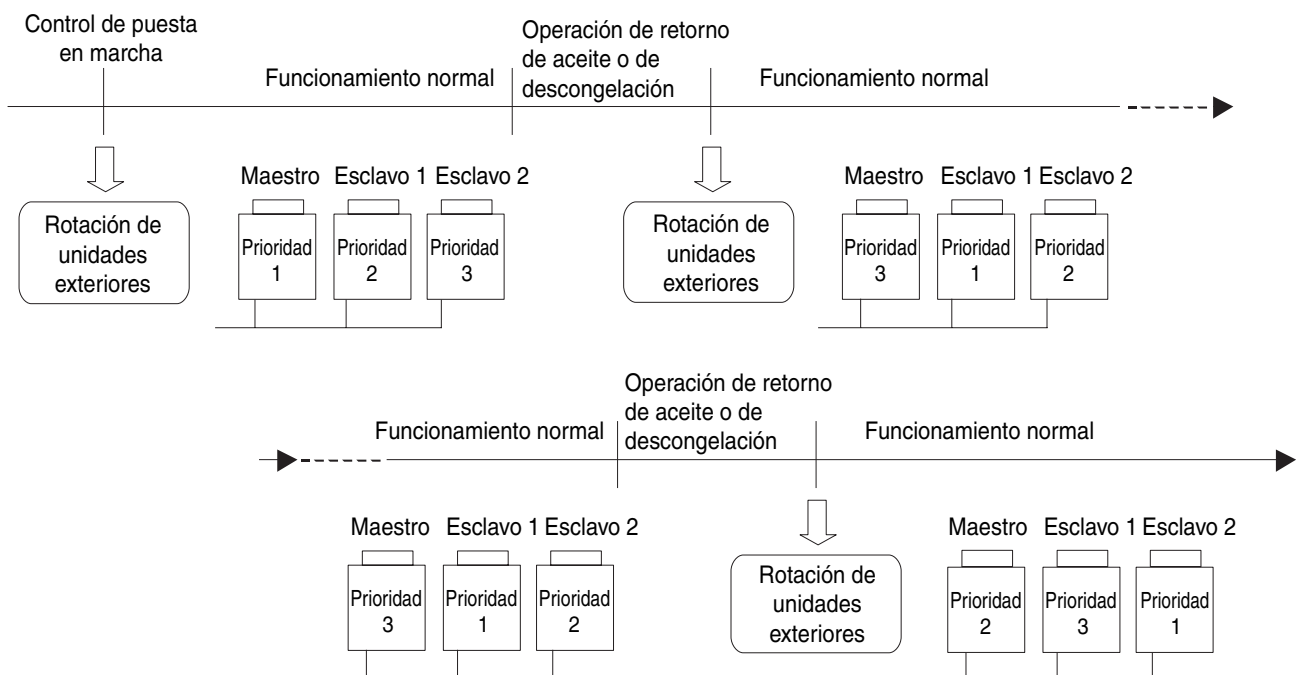 Control de puesta
en marcha
Funcionamiento normal
Operación de retorno
de aceite o de
descongelación
Funcionamiento normal
Rotación de
unidades
exteriores
Maestro Esclavo 1 Esclavo 2
Prioridad
1
Prioridad
2
Prioridad
3
Rotación de
unidades
exteriores
Maestro Esclavo 1 Esclavo 2
Prioridad
3
Prioridad
1
Prioridad
2
Funcionamiento normal
Operación de retorno
de aceite o de
descongelación
Funcionamiento normal
Maestro Esclavo 1 Esclavo 2
Prioridad
3
Prioridad
1
Prioridad
2
Rotación de
unidades
exteriores
Maestro Esclavo 1 Esclavo 2
Prioridad
2
Prioridad
3
Prioridad
1